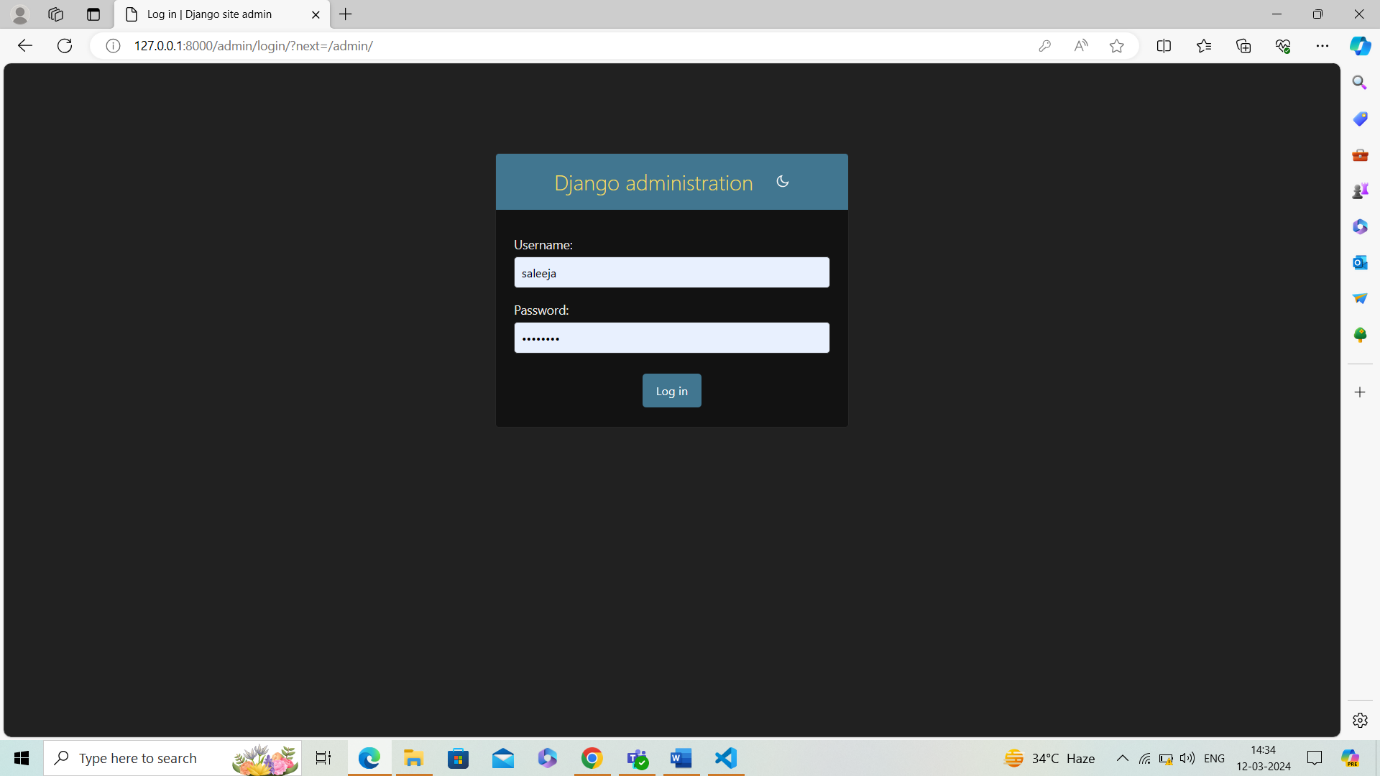 Log in | Django site admin
127.0.0.1:8000/admin/login/?next=/admin/
Django administration
Username:
saleeja
Password:
••••••••
Log in
Type here to search
34°C Haze
ENG
14:34
12-03-2024
PRE